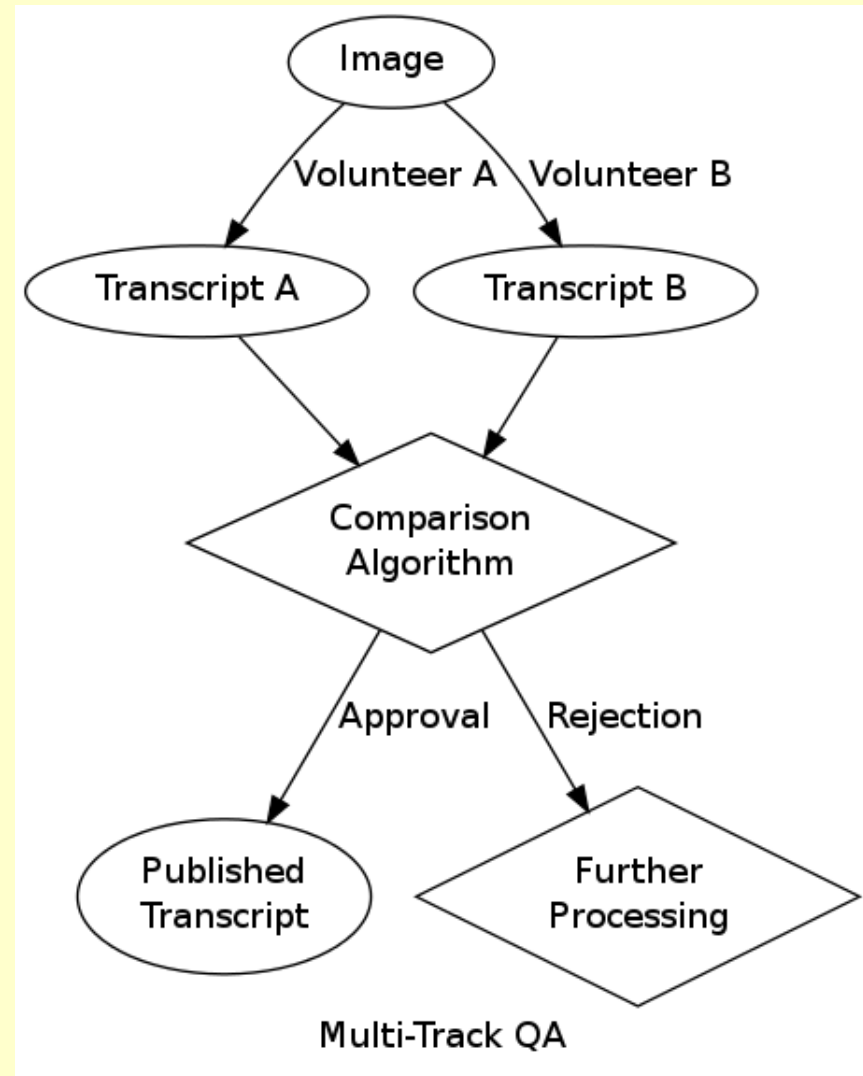 Image
Volunteer A
Volunteer B
Transcript A
Transcript B
Comparison
Algorithm
Approval
Rejection
Published
Transcript
Further
Processing
Multi-Track QA